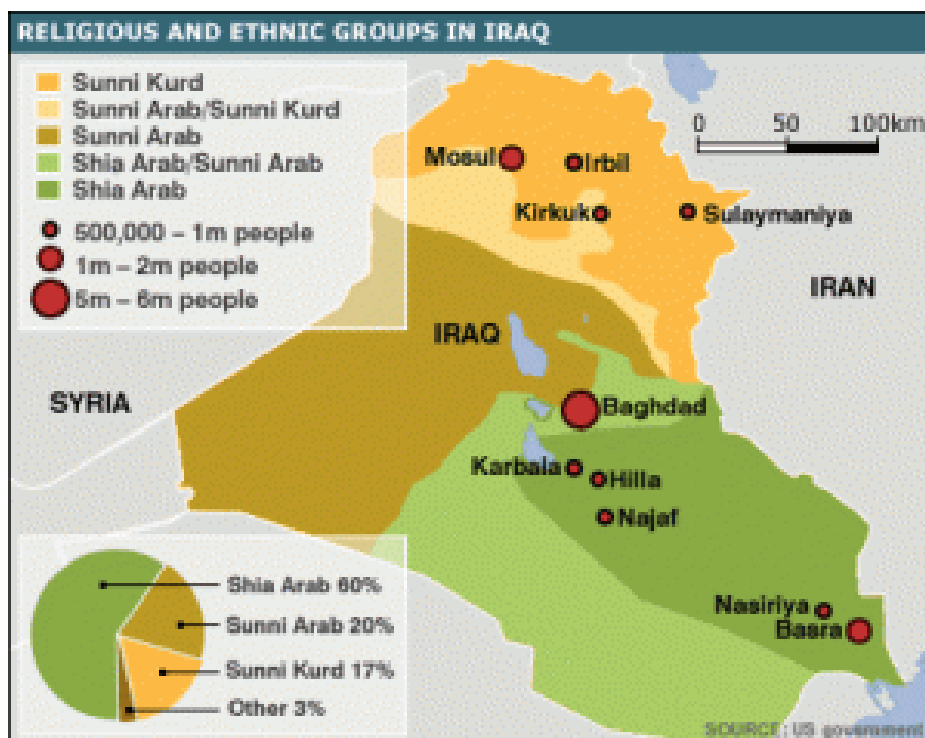 RELIGIOUS AND ETHNIC GROUPS IN IRAQ
Sunni Kurd
Sunni Arab/Sunni Kurd
Sunni Arab
Shia Arab/Sunni Arab
Shia Arab
500,000 – 1m people
1m – 2m people
5m – 6m people
0 50 100km
Mosul
Irbil
Kirkuk
Sulaymaniya
IRAN
IRAQ
SYRIA
Baghdad
Karbala
Hilla
Najaf
Nasiriya
Basra
Shia Arab 60%
Sunni Arab 20%
Sunni Kurd 17%
Other 3%
SOURCE: US government